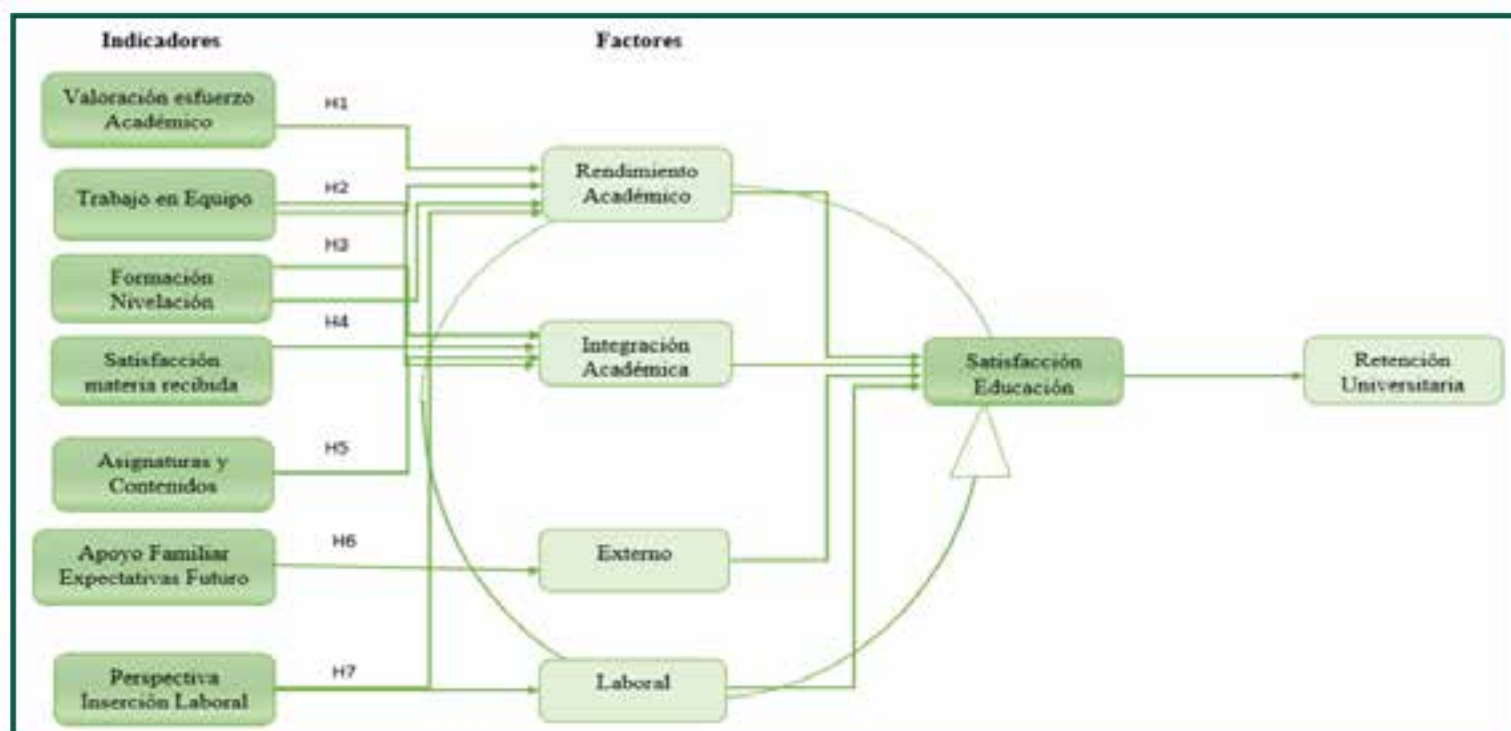 Indicadores
Factores
Valoración esfuerzo
Académico
H1
Trabajo en Equipo
H2
Formación
Nivelación
H3
Satisfacción
materia recibida
H4
Asignaturas y
Contenidos
H5
Apoyo Familiar
Expectativas Futuro
H6
Perspectiva
Inserción Laboral
H7
Rendimiento
Académico
Integración
Académica
Externo
Laboral
Satisfacción
Educación
Retención
Universitaria